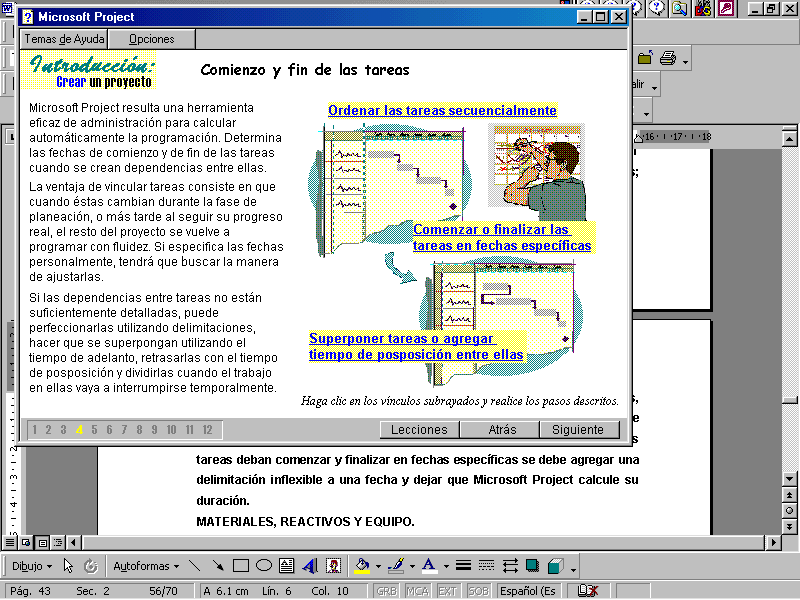 Microsoft Project
Temas de Ayuda
Opciones
Introducción:
Crear un proyecto
Comienzo y fin de las tareas
Microsoft Project resulta una herramienta
eficaz de administración para calcular
automáticamente la programación. Determina
las fechas de comienzo y de fin de las tareas
cuando se crean dependencias entre ellas.
La ventaja de vincular tareas consiste en que
cuando éstas cambian durante la fase de
planeación, o más tarde al seguir su progreso
real, el resto del proyecto se vuelve a
programar con fluidez. Si especifica las fechas
personalmente, tendrá que buscar la manera
de ajustarlas.
Si las dependencias entre tareas no están
suficientemente detalladas, puede
perfeccionarlas utilizando delimitaciones,
hacer que se superpongan utilizando el
tiempo de adelanto, retrasarlas con el tiempo
de posposición y dividirlas cuando el trabajo
en ellas vaya a interrumpirse temporalmente.
Ordenar las tareas secuencialmente
Comenzar o finalizar las
tareas en fechas específicas
Superponer tareas o agregar
tiempo de posposición entre ellas
Haga clic en los vínculos subrayados y realice los pasos descritos.
1 2 3 4 5 6 7 8 9 10 11 12
Lecciones
Atrás
Siguiente
16 17 18
tareas deban comenzar y finalizar en fechas específicas se debe agregar una
delimitación inflexible a una fecha y dejar que Microsoft Project calcule su
duración.
MATERIALES, REACTIVOS Y EQUIPO.
Dibujo
Autoformas
Pág. 43 Sec. 2 56/70 A 6.1 cm Lín. 6 Col. 10 GRB MCA EXT SOB Español (Es